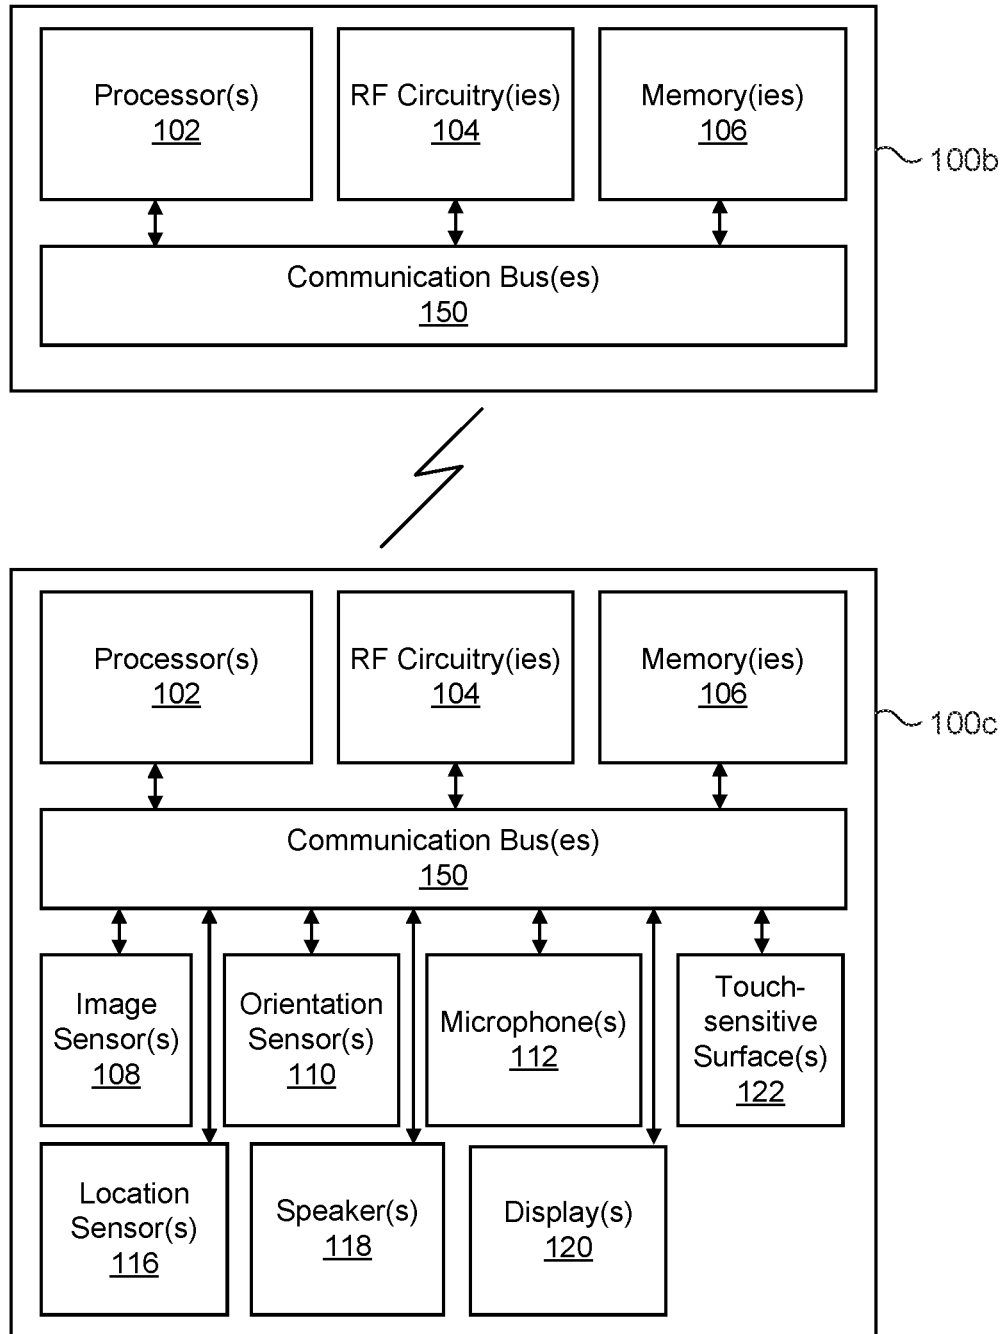 Processor(s)
102
RF Circuitry(ies)
104
Memory(ies)
106
100b
Communication Bus(es)
150
Processor(s)
102
RF Circuitry(ies)
104
Memory(ies)
106
100c
Communication Bus(es)
150
Image
Sensor(s)
108
Orientation
Sensor(s)
110
Microphone(s)
112
Touch-
sensitive
Surface(s)
122
Location
Sensor(s)
116
Speaker(s)
118
Display(s)
120